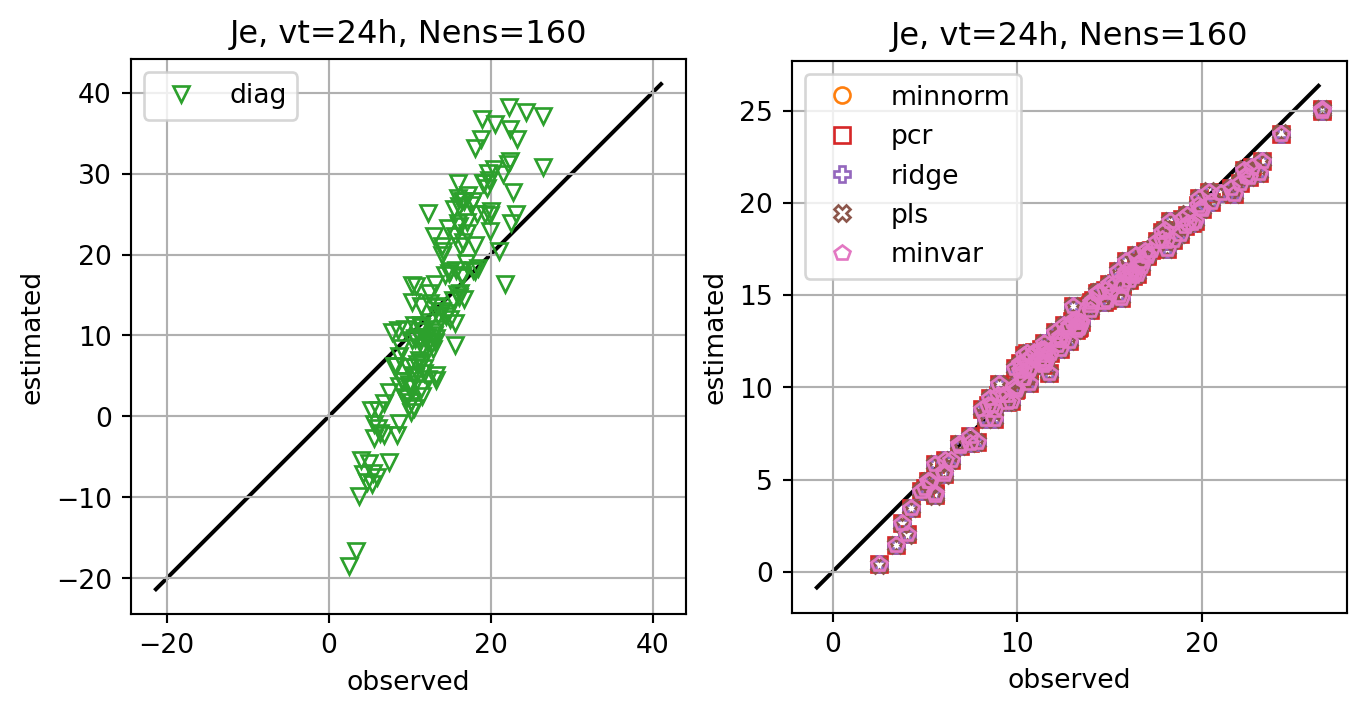 Je, vt=24h, Nens=160
diag
40
30
20
10
0
−10
−20
estimated
−20
0
20
40
observed
Je, vt=24h, Nens=160
minnorm
pcr
ridge
pls
minvar
25
20
15
10
5
0
estimated
0
10
20
observed